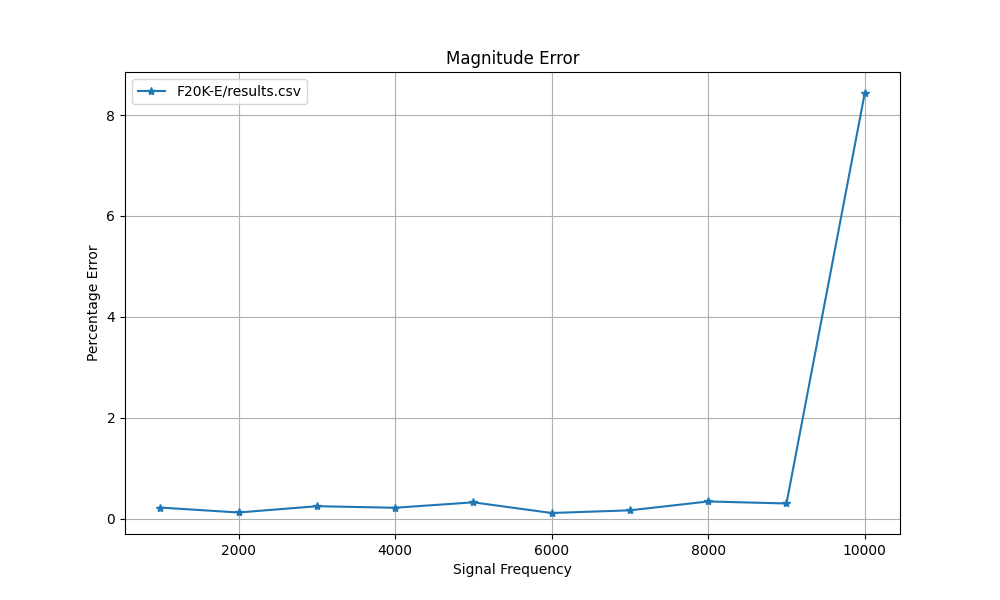 Magnitude Error
F20K-E/results.csv
Percentage Error
8
6
4
2
0
2000 4000 6000 8000 10000
Signal Frequency